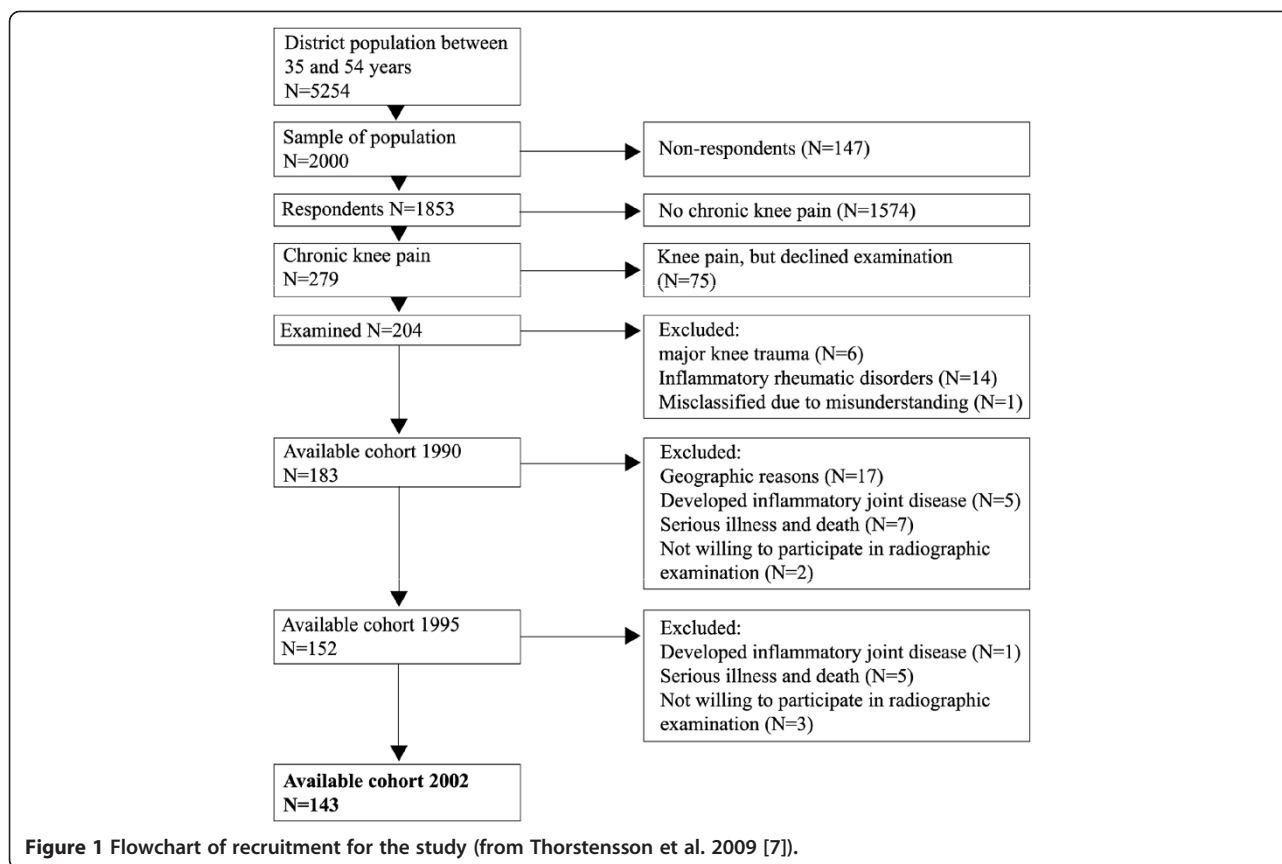 District population between
35 and 54 years
N=5254
Sample of population
N=2000
Non-respondents (N=147)
Respondents N=1853
No chronic knee pain (N=1574)
Chronic knee pain
N=279
Knee pain, but declined examination
(N=75)
Examined N=204
Excluded:
major knee trauma (N=6)
Inflammatory rheumatic disorders (N=14)
Misclassified due to misunderstanding (N=1)
Available cohort 1990
N=183
Excluded:
Geographic reasons (N=17)
Developed inflammatory joint disease (N=5)
Serious illness and death (N=7)
Not willing to participate in radiographic
examination (N=2)
Available cohort 1995
N=152
Excluded:
Developed inflammatory joint disease (N=1)
Serious illness and death (N=5)
Not willing to participate in radiographic
examination (N=3)
Available cohort 2002
N=143
Figure 1 Flowchart of recruitment for the study (from Thorstensson et al. 2009 [7]).